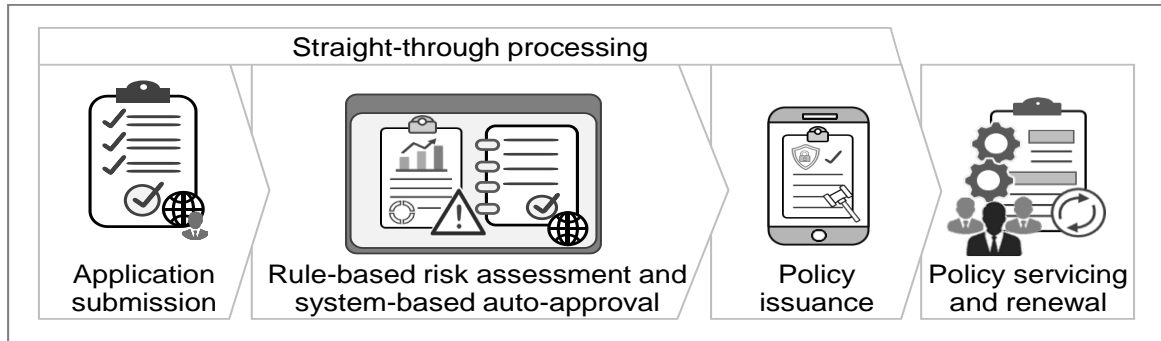 Straight-through processing
Application
submission
Rule-based risk assessment and
system-based auto-approval
Policy
issuance
Policy servicing
and renewal